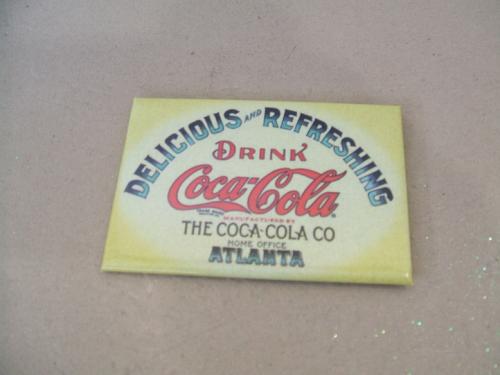 DELICIOUS AND REFRESHING
DRINK
Coca-Cola
MANUFACTURED BY
THE COCA-COLA CO
HOME OFFICE
ATLANTA